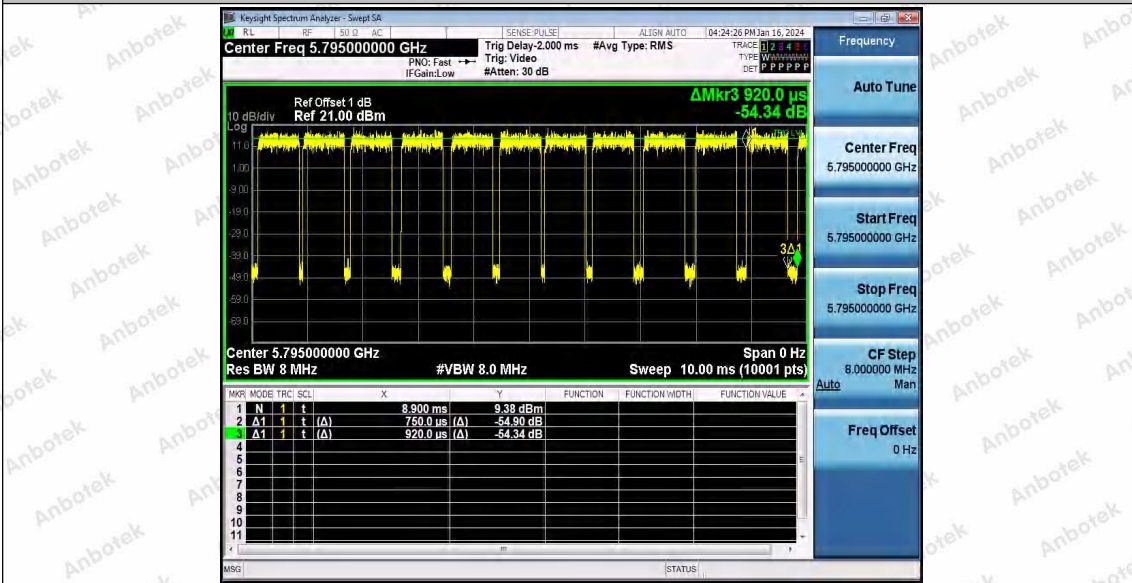 Keysight Spectrum Analyzer - Swept SA
RL RF 50 Ω AC SENSE:PULSE ALIGN AUTO 04:24:26 PM Jan 16, 2024
Center Freq 5.795000000 GHz
PNO: Fast
IFGain:Low
Trig Delay-2.000 ms
Trig: Video
#Atten: 30 dB
#Avg Type: RMS
TRACE 1 2 3 4 5 6
TYPE WWWWWW
DET P P P P P P
Ref Offset 1 dB
10 dB/div Ref 21.00 dBm
Log
ΔMkr3 920.0 µs
-54.34 dB
11.0
1.00
-9.00
-19.0
-29.0
-39.0
-49.0
-59.0
-69.0
3Δ1
Center 5.795000000 GHz Span 0 Hz
Res BW 8 MHz #VBW 8.0 MHz Sweep 10.00 ms (10001 pts)
MKR MODE TRC SCL X Y FUNCTION FUNCTION WIDTH FUNCTION VALUE
1 N 1 t 8.900 ms 9.38 dBm
2 Δ1 1 t (Δ) 750.0 µs (Δ) -54.90 dB
3 Δ1 1 t (Δ) 920.0 µs (Δ) -54.34 dB
4
5
6
7
8
9
10
11
MSG STATUS
Frequency
Auto Tune
Center Freq
5.795000000 GHz
Start Freq
5.795000000 GHz
Stop Freq
5.795000000 GHz
CF Step
8.000000 MHz
Auto Man
Freq Offset
0 Hz
Anbotek